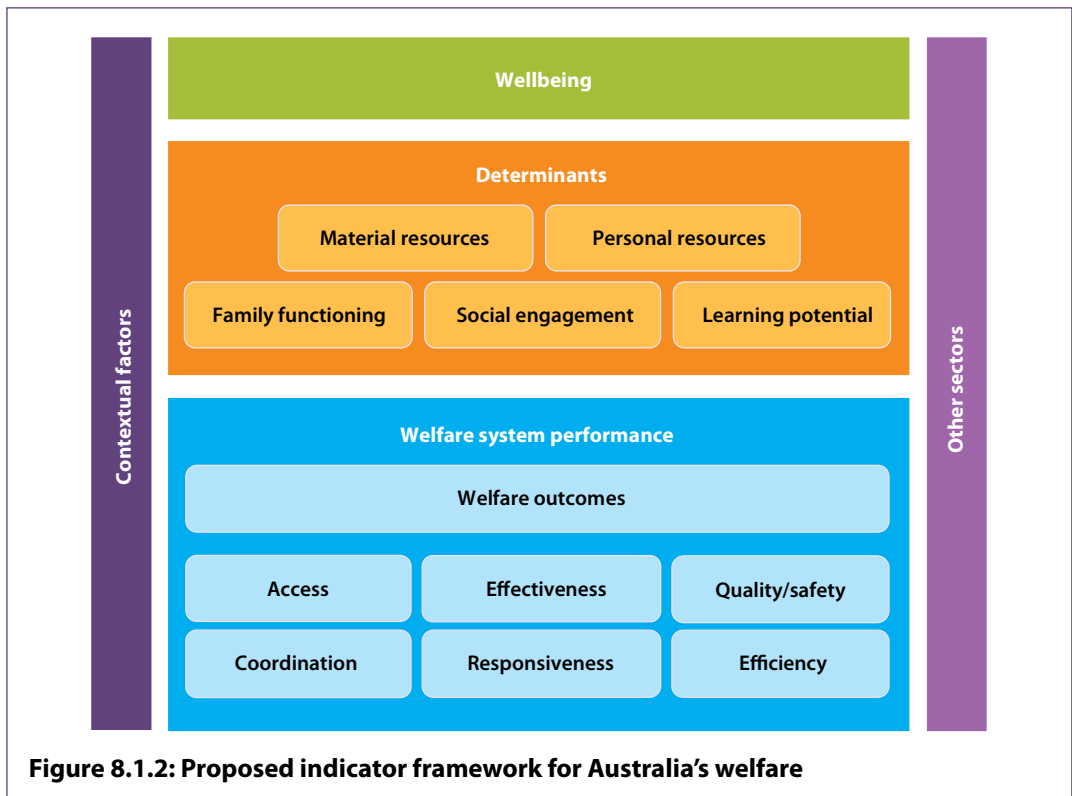 Contextual factors
Wellbeing
Determinants
Material resources
Personal resources
Family functioning
Social engagement
Learning potential
Welfare system performance
Welfare outcomes
Access
Effectiveness
Quality/safety
Coordination
Responsiveness
Efficiency
Other sectors
Figure 8.1.2: Proposed indicator framework for Australia’s welfare